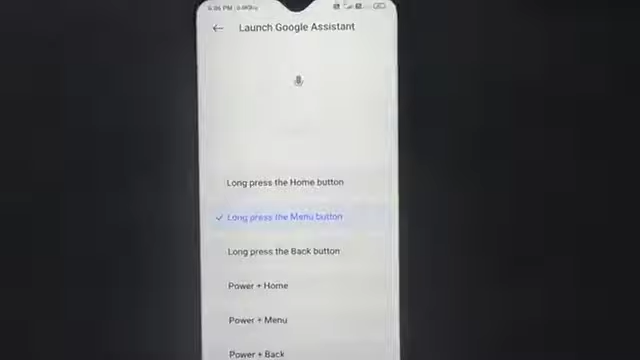 Launch Google Assistant
Long press the Home button
Long press the Menu button
Long press the Back button
Power + Home
Power + Menu
Power + Back